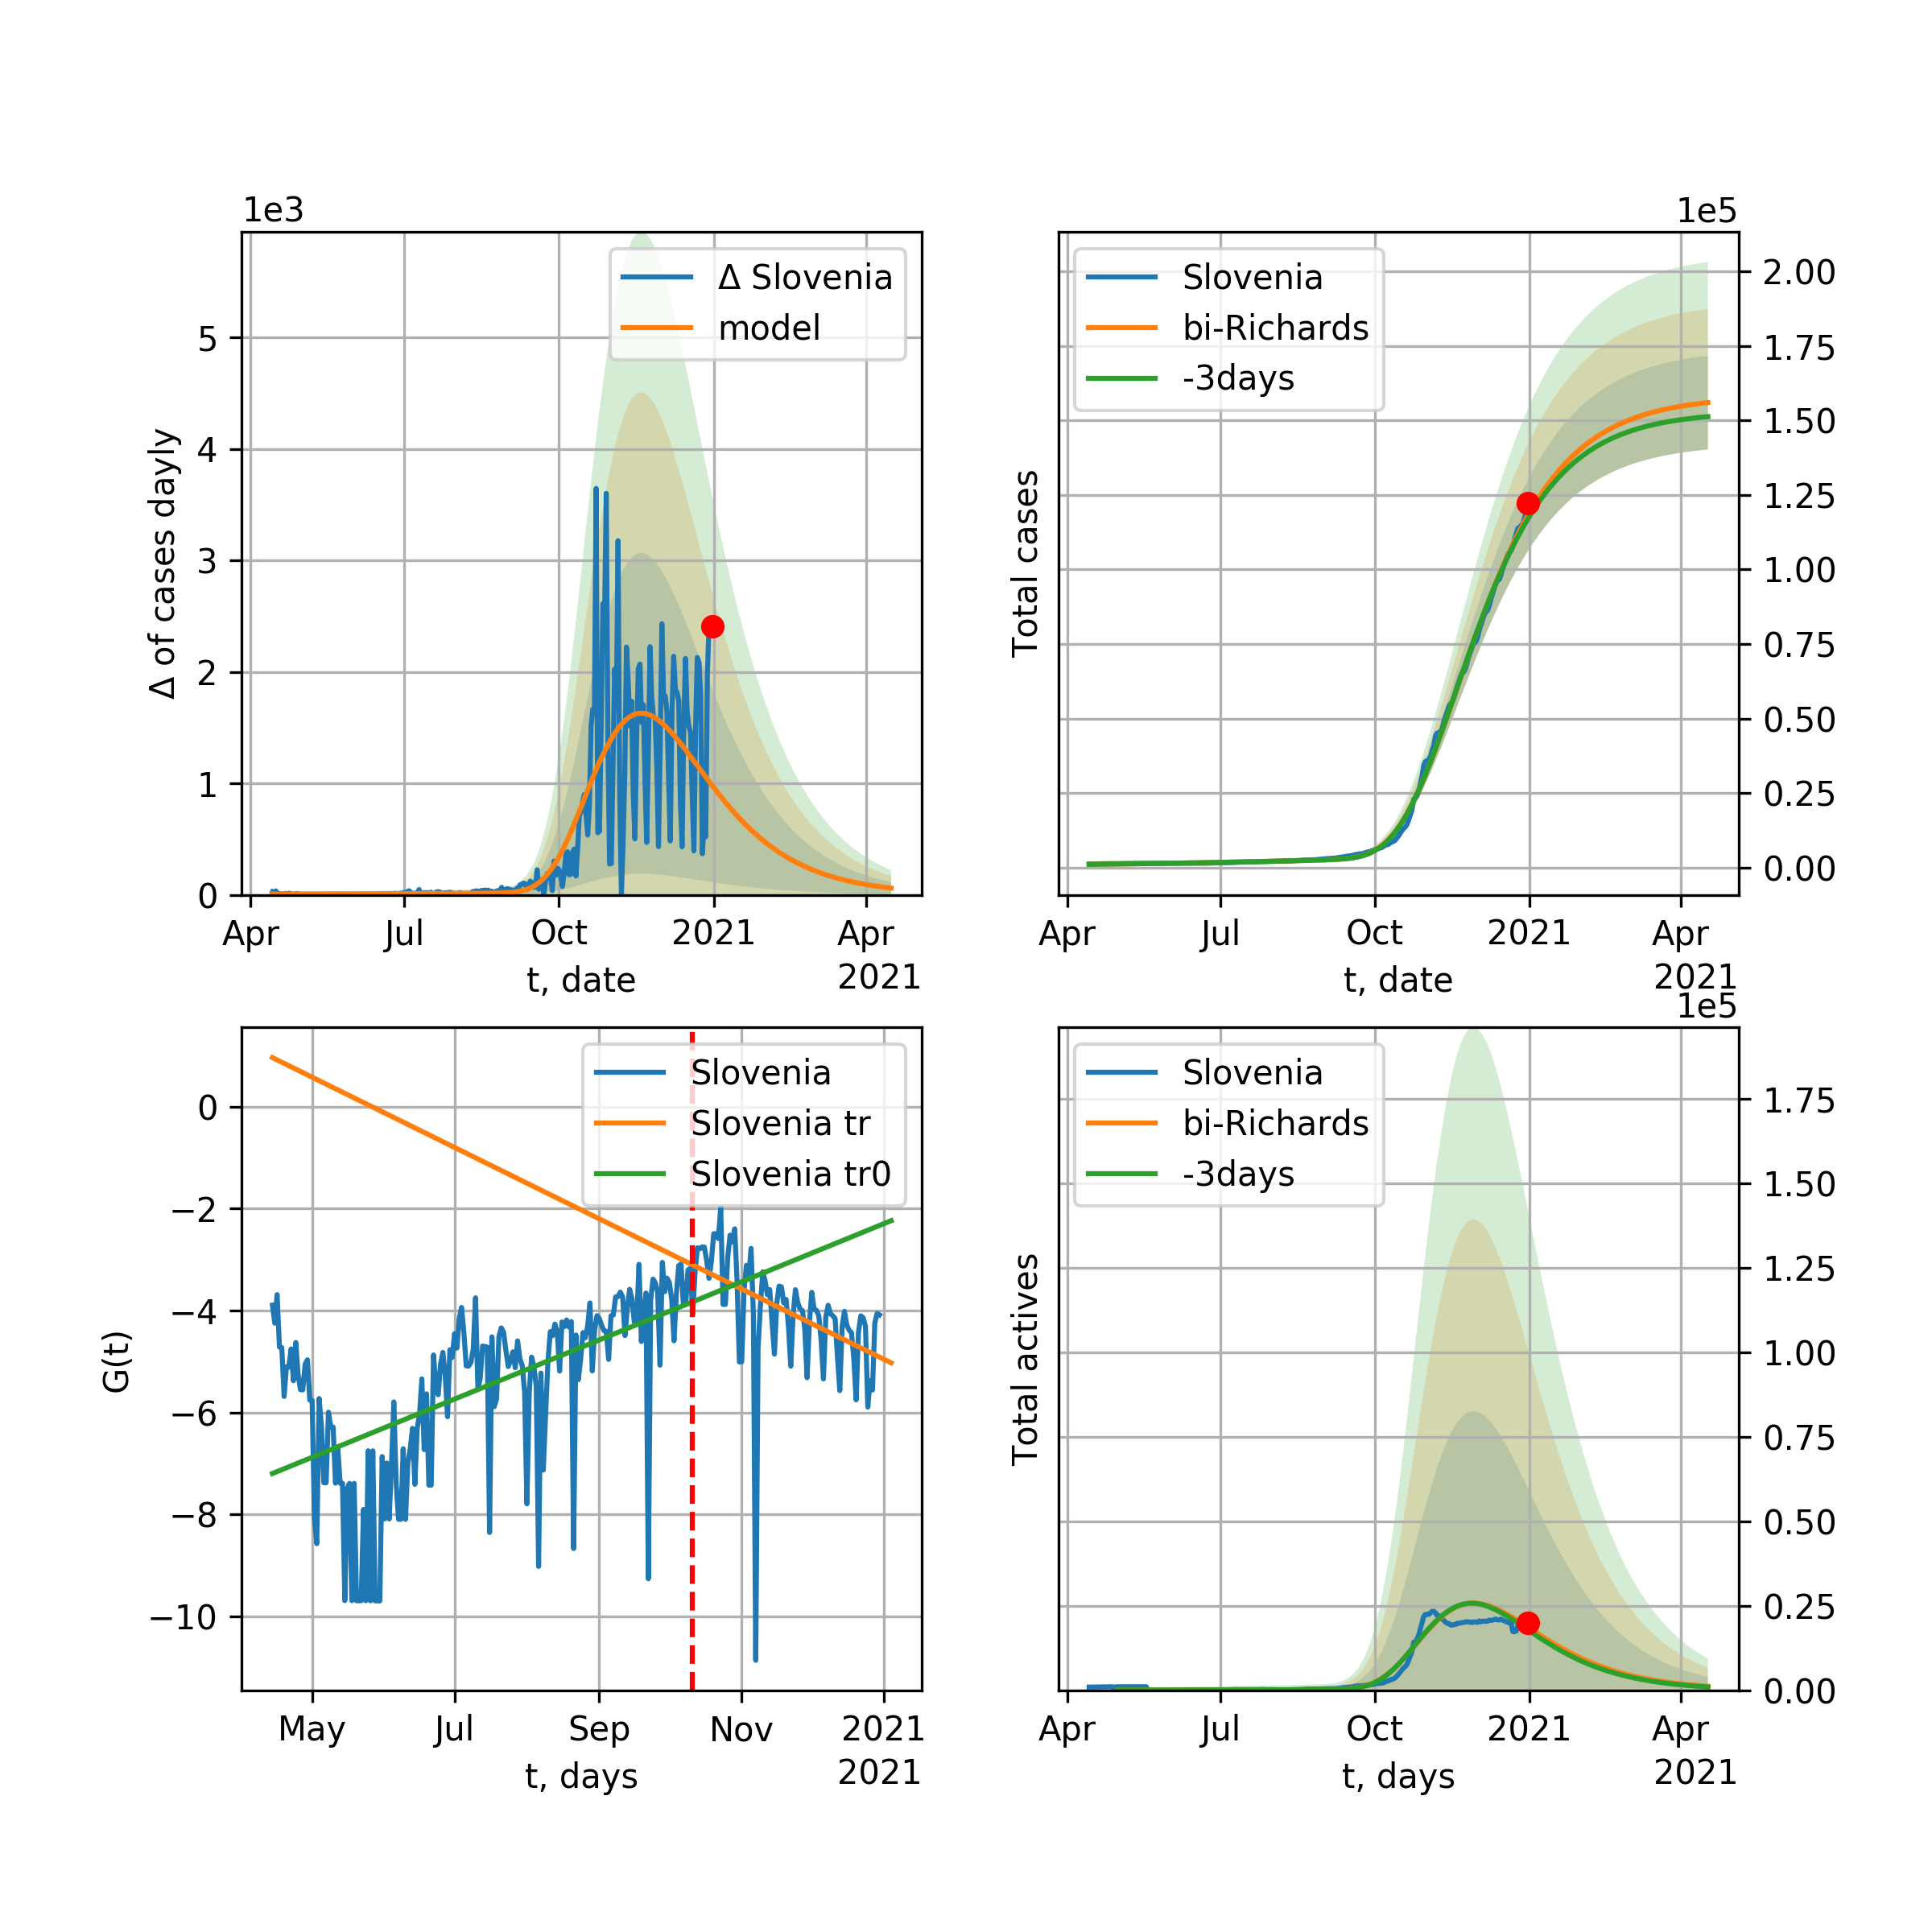 1e3
Δ of cases dayly
5
4
3
2
1
0
Δ Slovenia
model
Apr Jul Oct 2021 Apr
t, date 2021
1e5
Total cases
Slovenia
bi-Richards
-3days
2.00
1.75
1.50
1.25
1.00
0.75
0.50
0.25
0.00
Apr Jul Oct 2021 Apr
t, date 2021
G(t)
0
−2
−4
−6
−8
−10
Slovenia
Slovenia tr
Slovenia tr0
May Jul Sep Nov 2021
t, days 2021
1e5
Total actives
Slovenia
bi-Richards
-3days
1.75
1.50
1.25
1.00
0.75
0.50
0.25
0.00
Apr Jul Oct 2021 Apr
t, days 2021